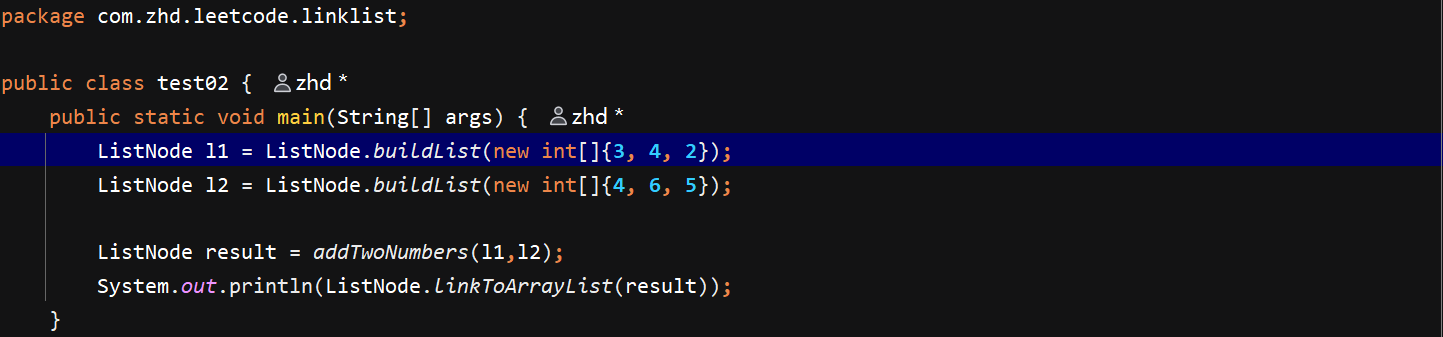 package com.zhd.leetcode.linklist;
public class test02 { zhd *
public static void main(String[] args) { zhd *
ListNode l1 = ListNode.buildList(new int[]{3, 4, 2});
ListNode l2 = ListNode.buildList(new int[]{4, 6, 5});
ListNode result = addTwoNumbers(l1,l2);
System.out.println(ListNode.linkToArrayList(result));
}